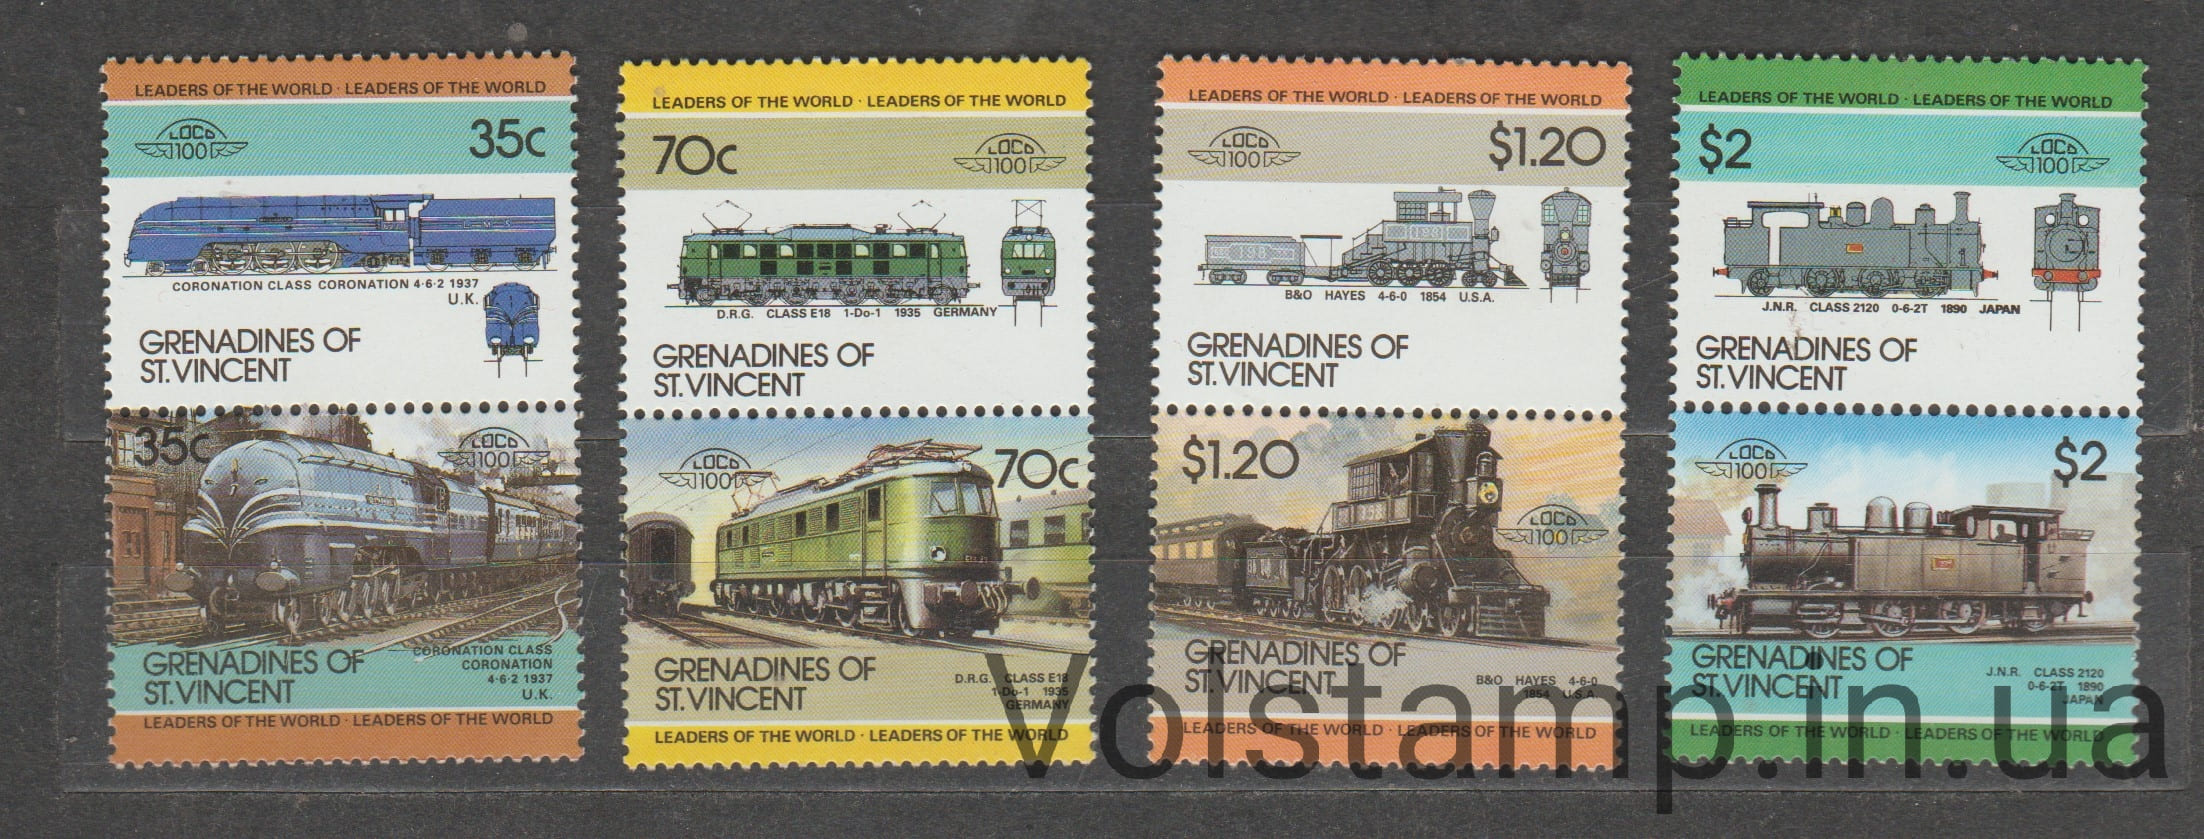 LEADERS OF THE WORLD · LEADERS OF THE WORLD
LOCO 100
35c
L M S
CORONATION CLASS CORONATION 4·6·2 1937
U.K.
GRENADINES OF
ST.VINCENT
35c
LOCO 100
GRENADINES OF
ST.VINCENT
CORONATION CLASS
CORONATION
4·6·2 1937
U.K.
LEADERS OF THE WORLD · LEADERS OF THE WORLD
LEADERS OF THE WORLD · LEADERS OF THE WORLD
70c
LOCO 100
D.R.G. CLASS E18 1-Do-1 1935 GERMANY
GRENADINES OF
ST.VINCENT
LOCO 100
70c
GRENADINES OF
ST.VINCENT
D.R.G. CLASS E18
1-Do-1 1935
GERMANY
LEADERS OF THE WORLD · LEADERS OF THE WORLD
LEADERS OF THE WORLD · LEADERS OF THE WORLD
LOCO 100
$1.20
198
198
B&O HAYES 4-6-0 1854 U.S.A.
GRENADINES OF
ST.VINCENT
$1.20
198
LOCO 100
GRENADINES OF
ST.VINCENT
B&O HAYES 4-6-0
1854 U.S.A.
LEADERS OF THE WORLD · LEADERS OF THE WORLD
LEADERS OF THE WORLD · LEADERS OF THE WORLD
$2
LOCO 100
J.N.R. CLASS 2120 0-6-2T 1890 JAPAN
GRENADINES OF
ST.VINCENT
LOCO 100
$2
GRENADINES OF
ST.VINCENT
J.N.R. CLASS 2120
0-6-2T 1890
JAPAN
LEADERS OF THE WORLD · LEADERS OF THE WORLD
Volstamp.in.ua